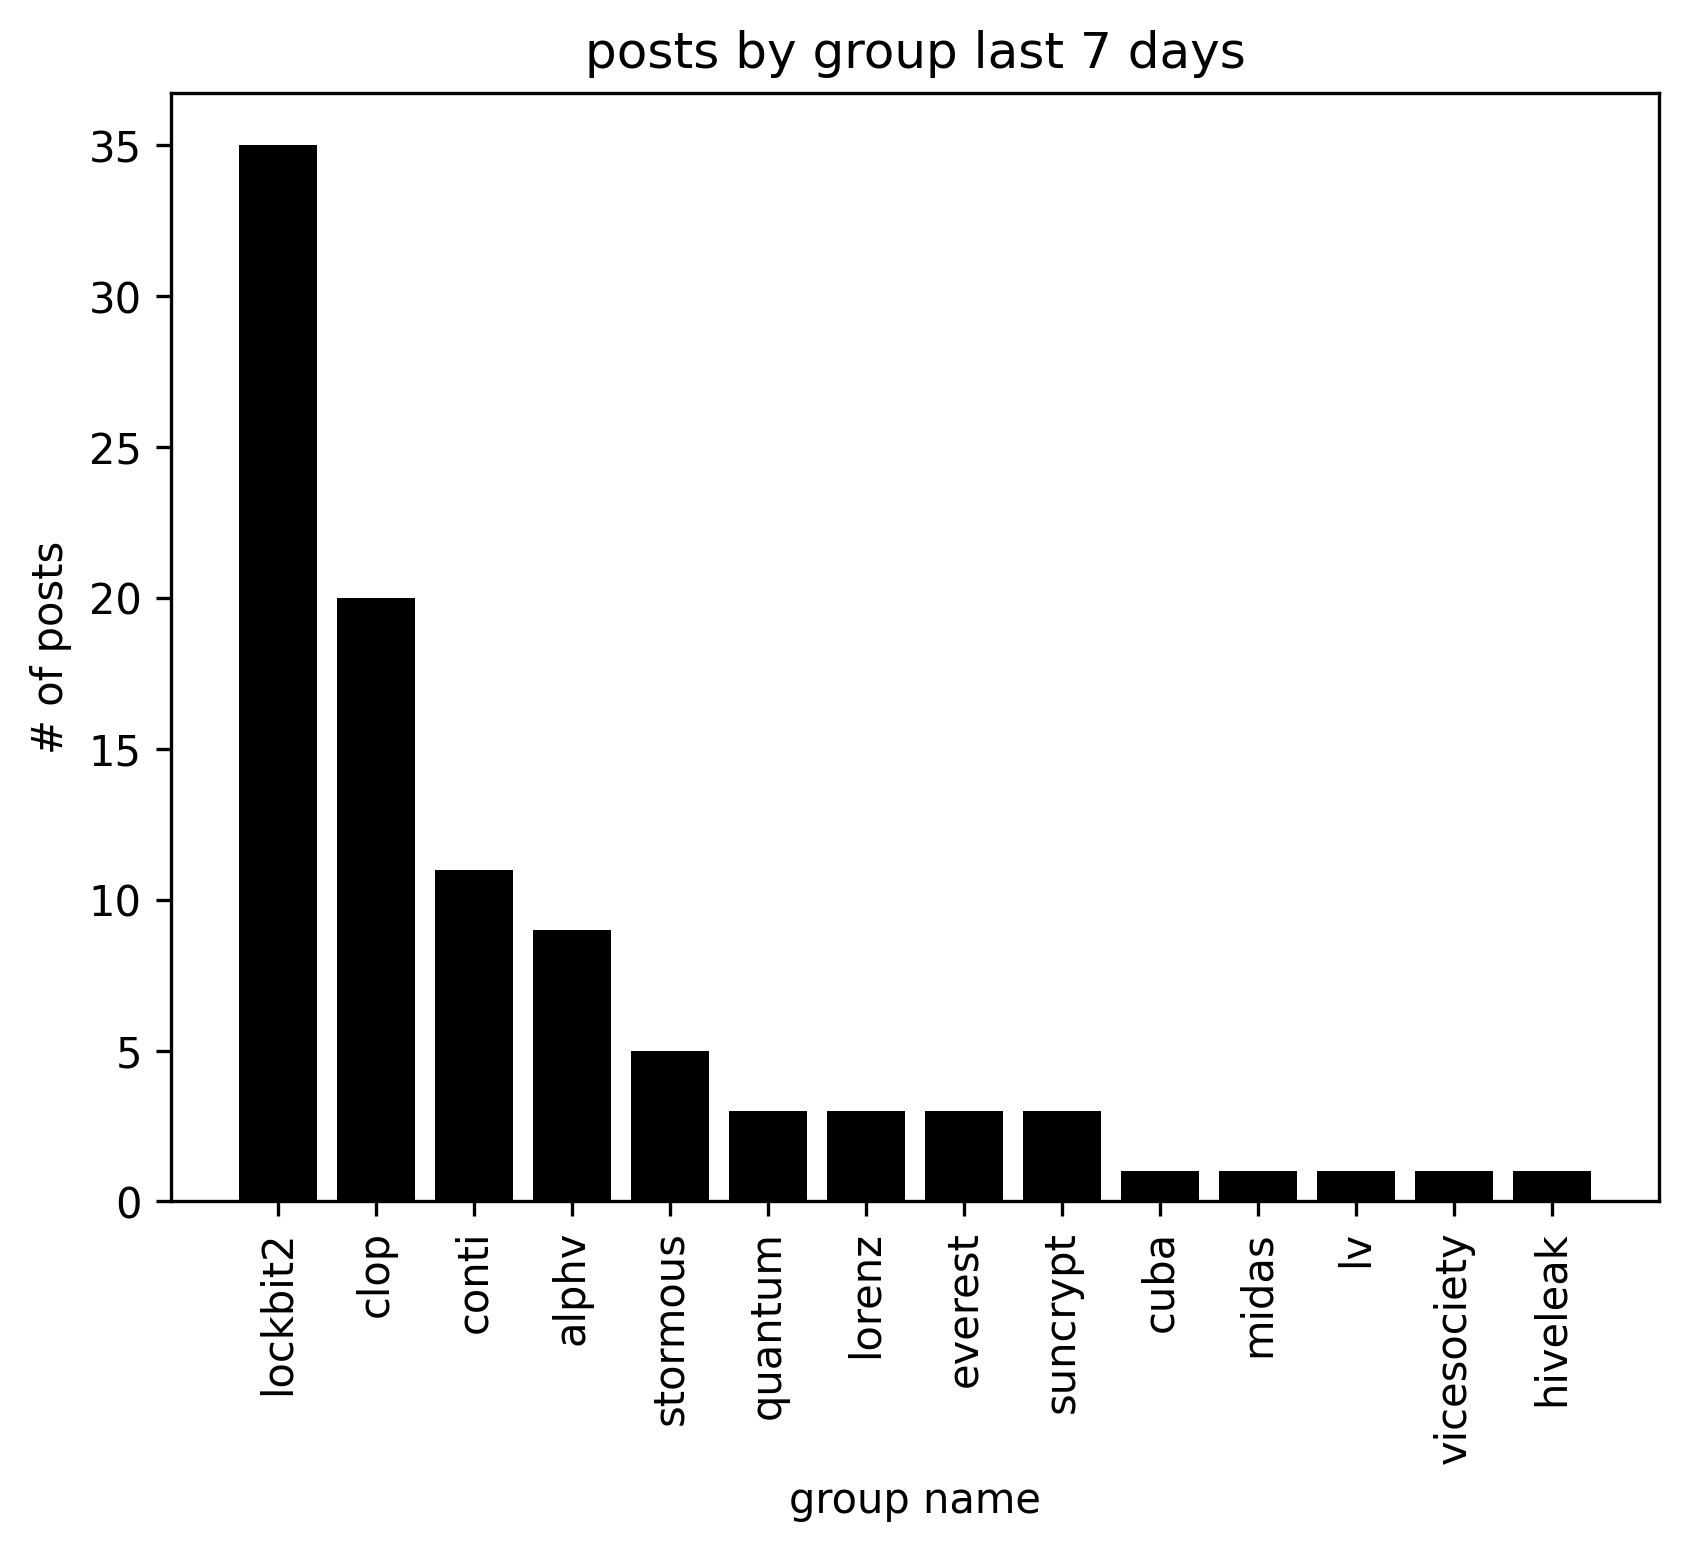 posts by group last 7 days
35
30
25
20
15
10
5
0
# of posts
lockbit2
clop
conti
alphv
stormous
quantum
lorenz
everest
suncrypt
cuba
midas
lv
vicesociety
hiveleak
group name